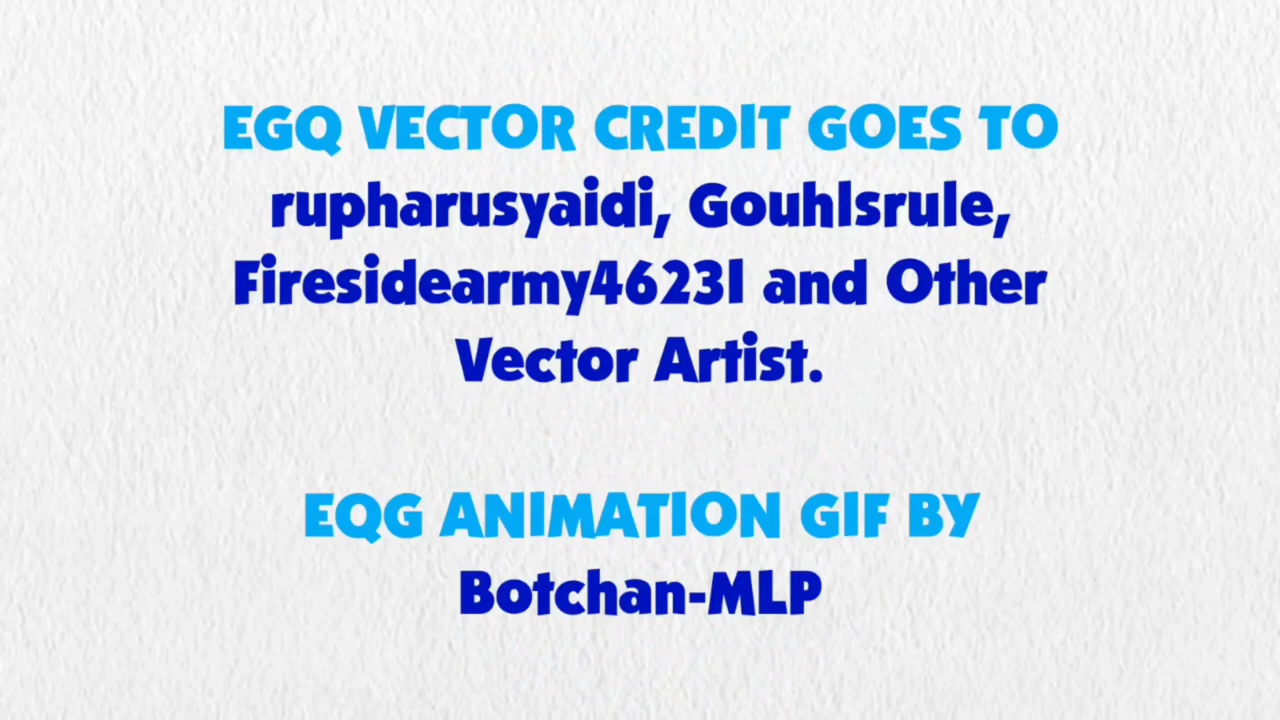 EGQ VECTOR CREDIT GOES TO
rupharusyaidi, Gouhlsrule,
Firesidearmy46231 and Other
Vector Artist.
EQG ANIMATION GIF BY
Botchan-MLP